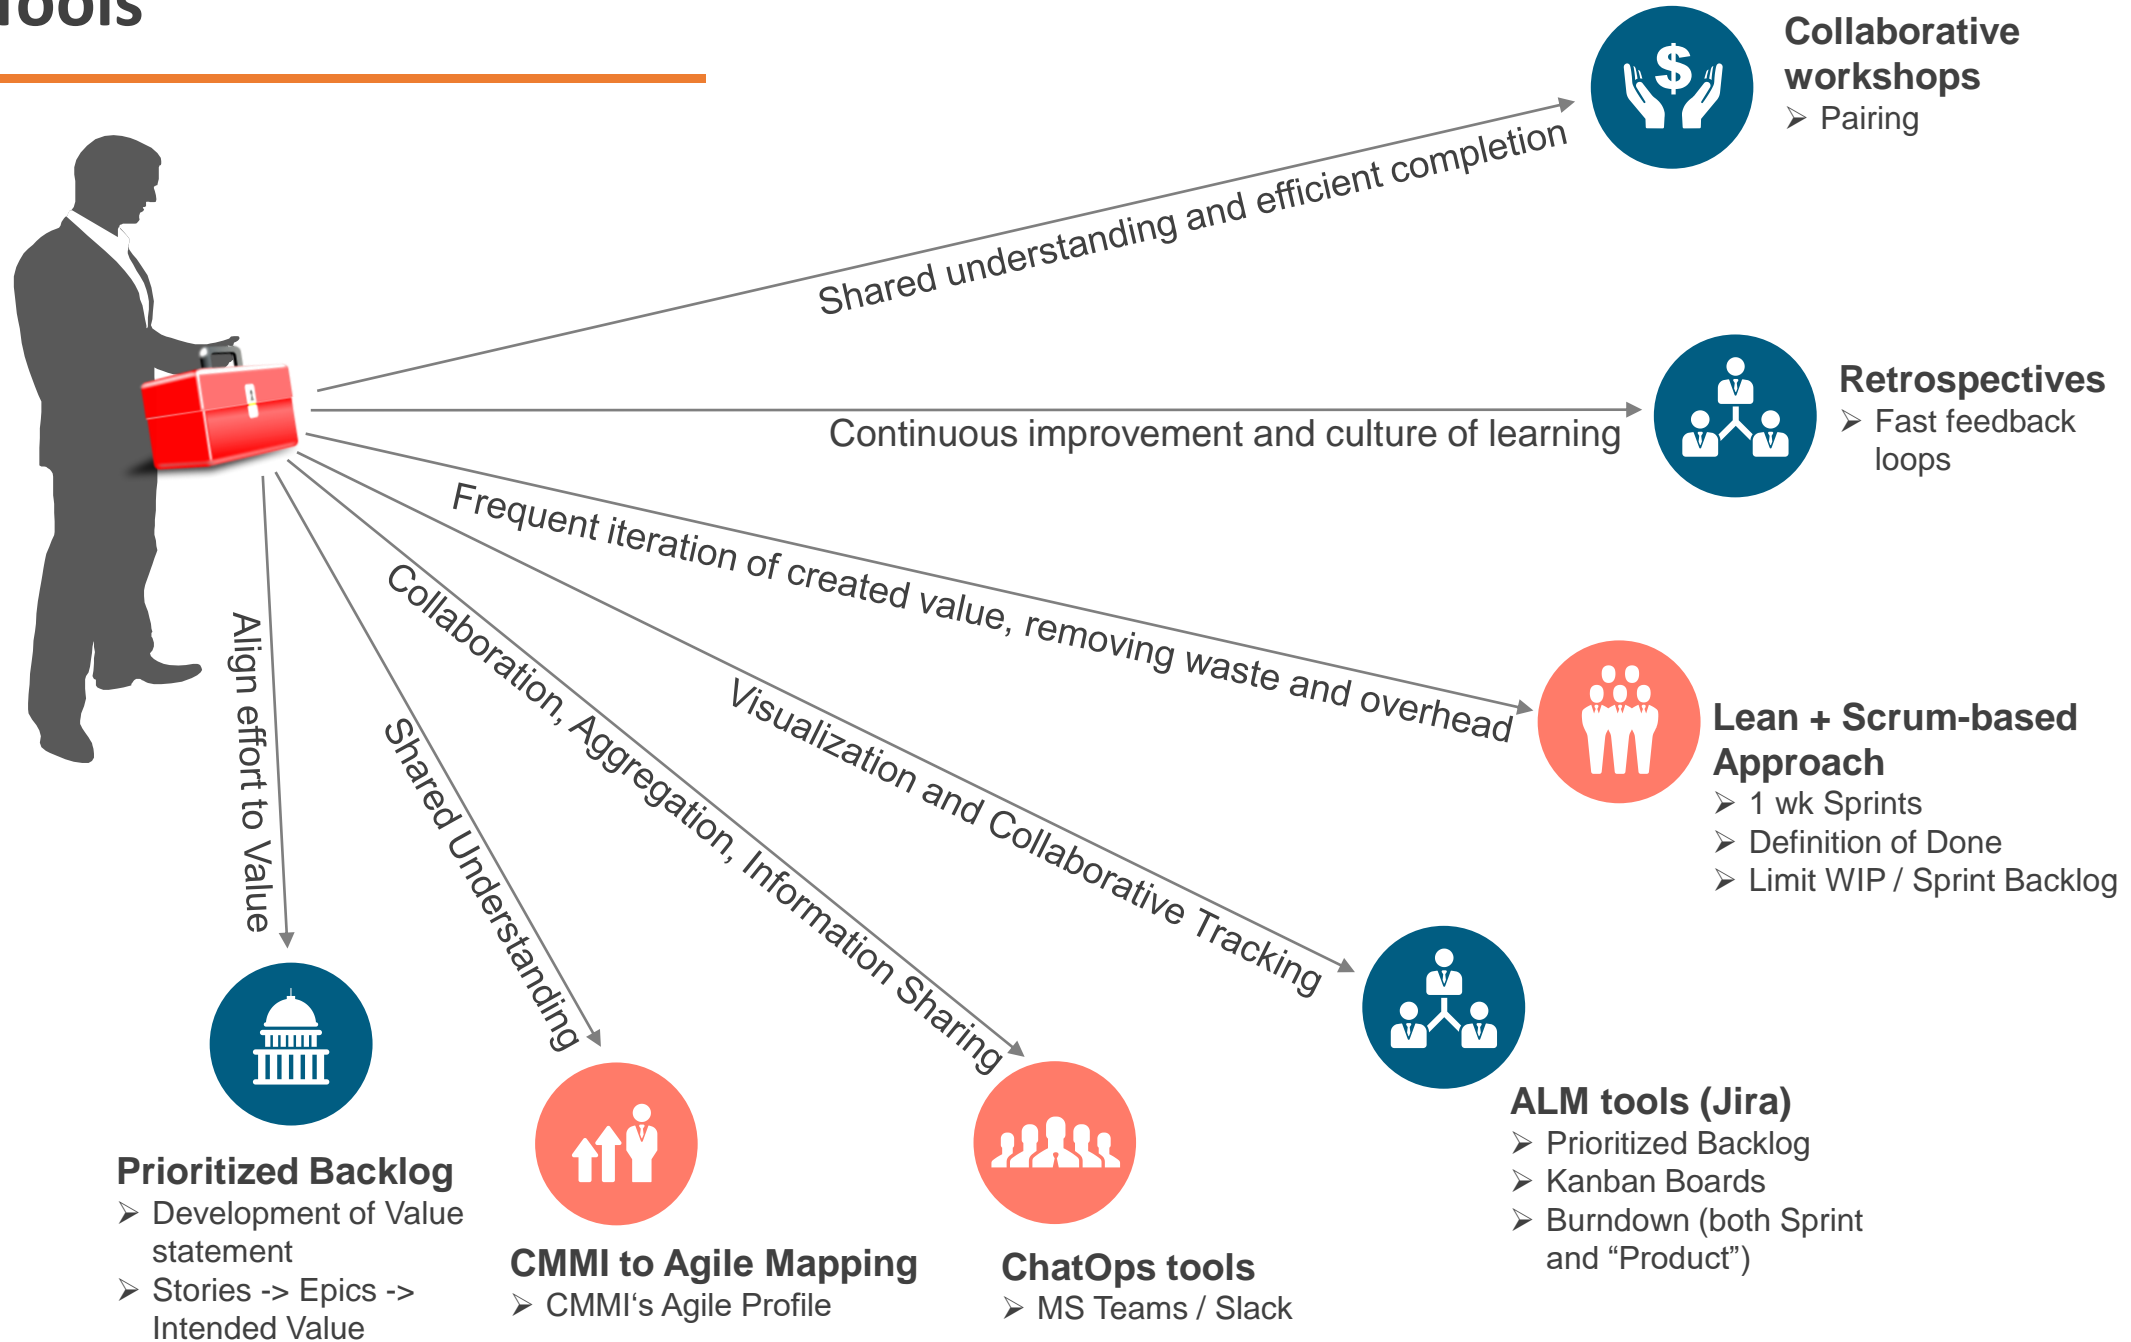 Tools
Collaborative
workshops
➢ Pairing
Shared understanding and efficient completion
Retrospectives
➢ Fast feedback
loops
Continuous improvement and culture of learning
Frequent iteration of created value, removing waste and overhead
Lean + Scrum-based
Approach
➢ 1 wk Sprints
➢ Definition of Done
➢ Limit WIP / Sprint Backlog
Visualization and Collaborative Tracking
ALM tools (Jira)
➢ Prioritized Backlog
➢ Kanban Boards
➢ Burndown (both Sprint
and “Product”)
Collaboration, Aggregation, Information Sharing
ChatOps tools
➢ MS Teams / Slack
Shared Understanding
CMMI to Agile Mapping
➢ CMMI‘s Agile Profile
Align effort to Value
Prioritized Backlog
➢ Development of Value
statement
➢ Stories -> Epics ->
Intended Value